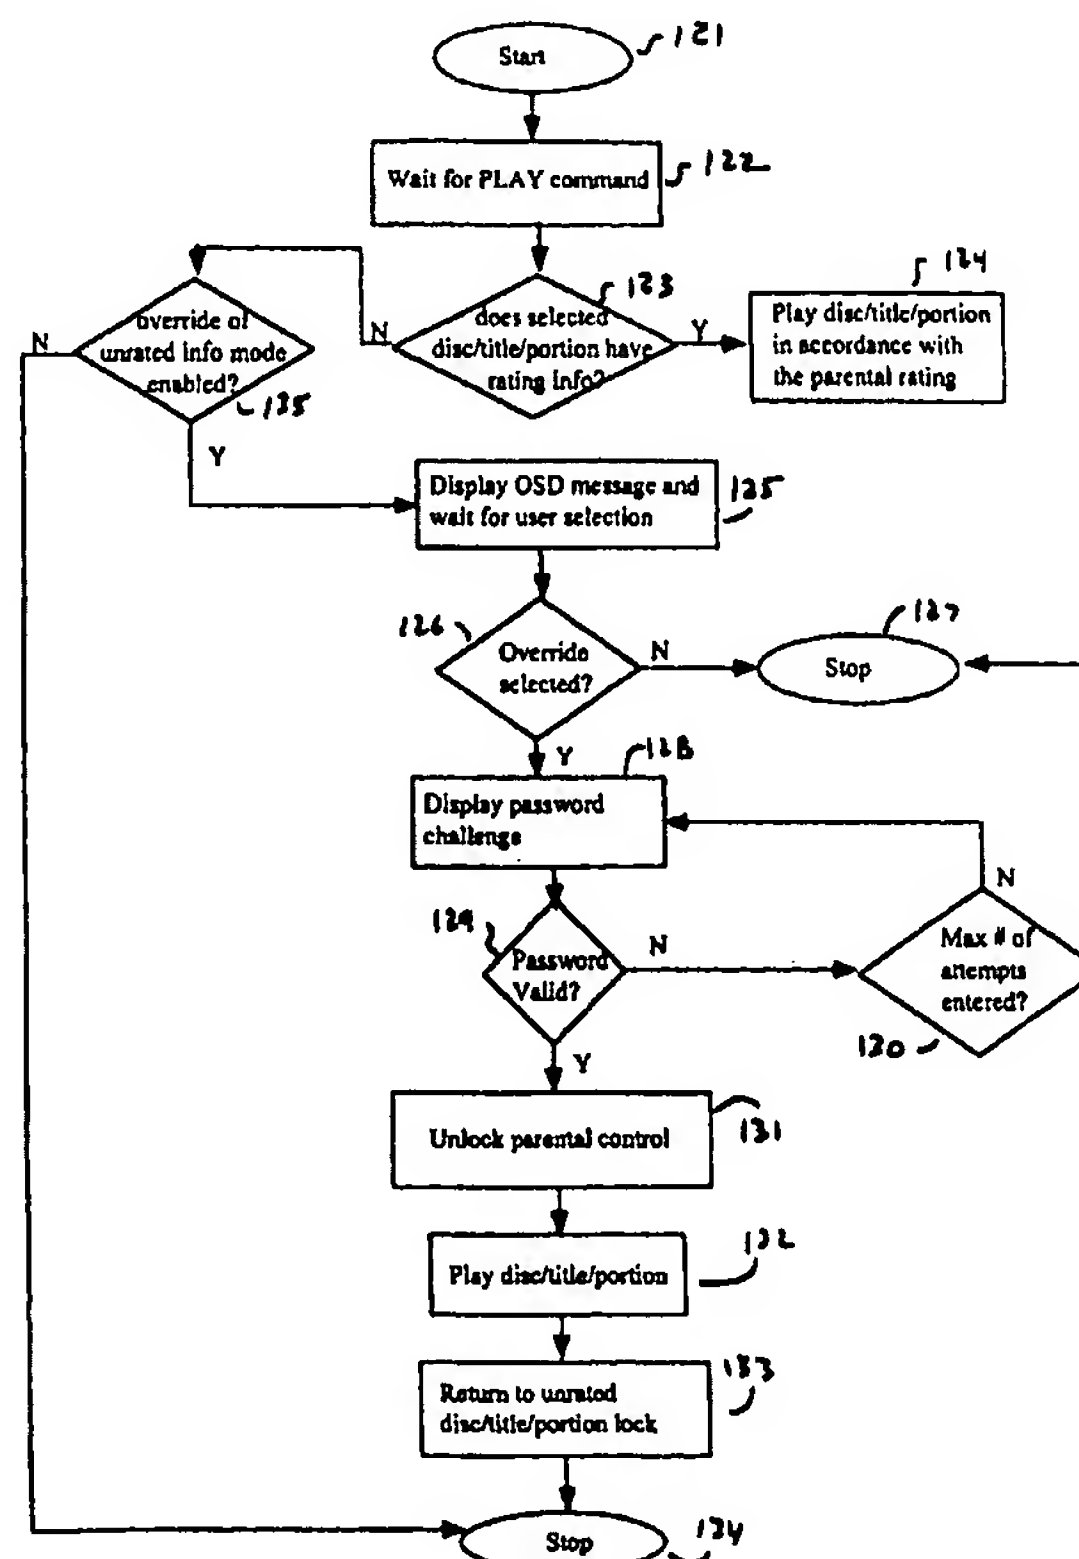 Start
121
Wait for PLAY command
122
override of
unrated info mode
enabled?
135
N
Y
does selected
disc/title/portion have
rating info?
123
N
Y
Play disc/title/portion
in accordance with
the parental rating
124
Display OSD message and
wait for user selection
125
126
Override
selected?
N
Y
Stop
127
Display password
challenge
128
129
Password
Valid?
N
Y
Max # of
attempts
entered?
N
130
Unlock parental control
131
Play disc/title/portion
132
Return to unrated
disc/title/portion lock
133
Stop
134